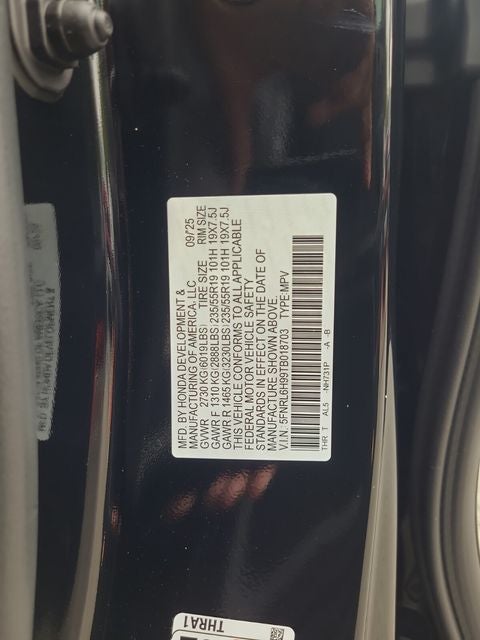 MFD. BY HONDA DEVELOPMENT &
MANUFACTURING OF AMERICA, LLC 09/25
GVWR 2730 KG(6019LBS) TIRE SIZE RIM SIZE
GAWR F 1310 KG(2888LBS) 235/55R19 101H 19X7.5J
GAWR R 1465 KG(3230LBS) 235/55R19 101H 19X7.5J
THIS VEHICLE CONFORMS TO ALL APPLICABLE
FEDERAL MOTOR VEHICLE SAFETY
STANDARDS IN EFFECT ON THE DATE OF
MANUFACTURE SHOWN ABOVE.
V.I.N.: 5FNRL6H99TB018703 TYPE:MPV
THR T AL5 -NH731P -A -B
THRA1